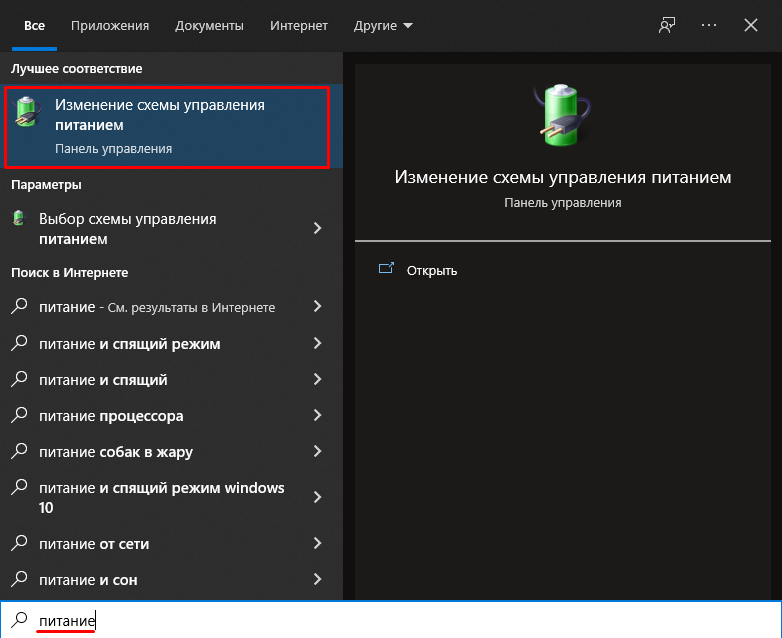 Все Приложения Документы Интернет Другие
Лучшее соответствие
Изменение схемы управления
питанием
Панель управления
Параметры
Выбор схемы управления
питанием
Поиск в Интернете
питание - См. результаты в Интернете
питание и спящий режим
питание и спящий
питание процессора
питание собак в жару
питание и спящий режим windows
10
питание от сети
питание и сон
питание
Изменение схемы управления питанием
Панель управления
Открыть